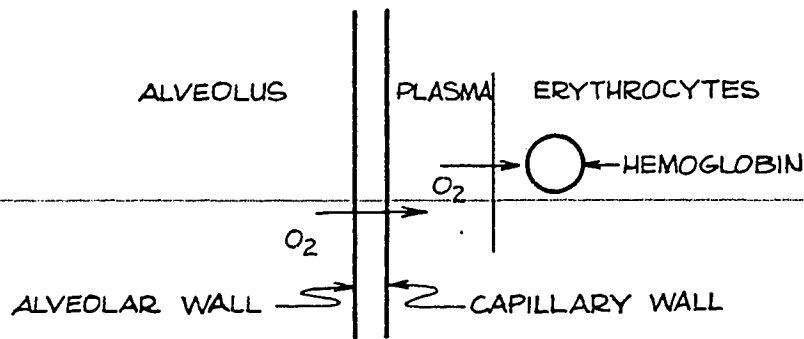 ALVEOLUS PLASMA ERYTHROCYTES
HEMOGLOBIN
O2
O2
ALVEOLAR WALL CAPILLARY WALL